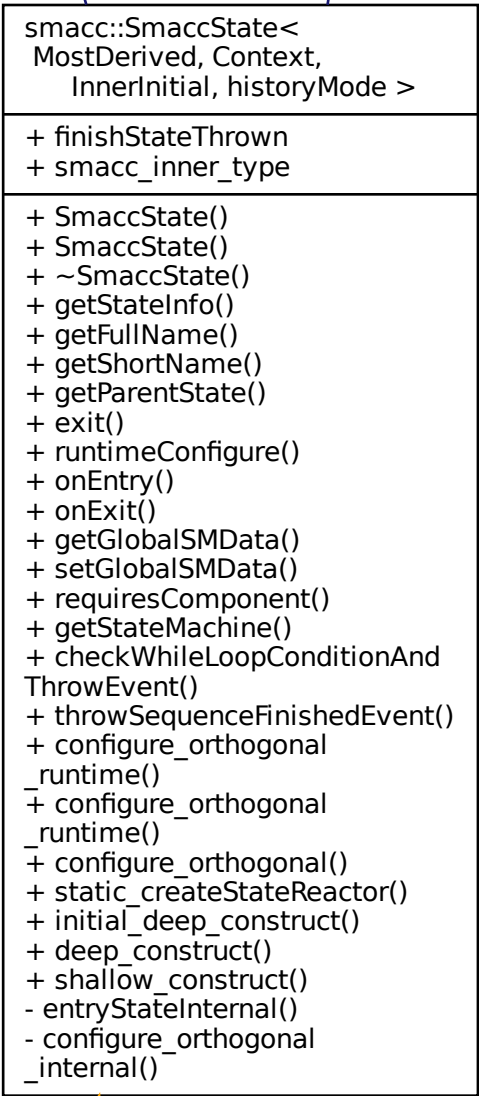 smacc::SmaccState<
MostDerived, Context,
InnerInitial, historyMode >
+ finishStateThrown
+ smacc_inner_type
+ SmaccState()
+ SmaccState()
+ ~SmaccState()
+ getStateInfo()
+ getFullName()
+ getShortName()
+ getParentState()
+ exit()
+ runtimeConfigure()
+ onEntry()
+ onExit()
+ getGlobalSMData()
+ setGlobalSMData()
+ requiresComponent()
+ getStateMachine()
+ checkWhileLoopConditionAnd
ThrowEvent()
+ throwSequenceFinishedEvent()
+ configure_orthogonal
_runtime()
+ configure_orthogonal
_runtime()
+ configure_orthogonal()
+ static_createStateReactor()
+ initial_deep_construct()
+ deep_construct()
+ shallow_construct()
- entryStateInternal()
- configure_orthogonal
_internal()